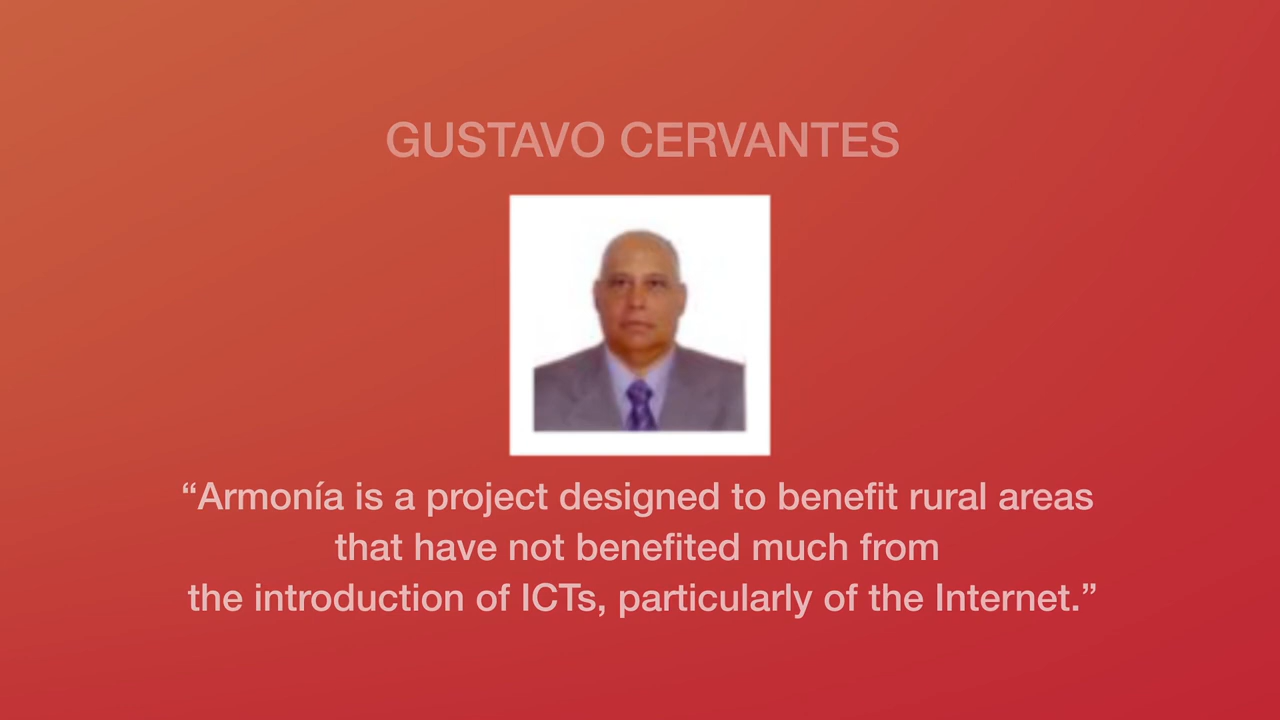 GUSTAVO CERVANTES
“Armonía is a project designed to benefit rural areas
that have not benefited much from
the introduction of ICTs, particularly of the Internet.”